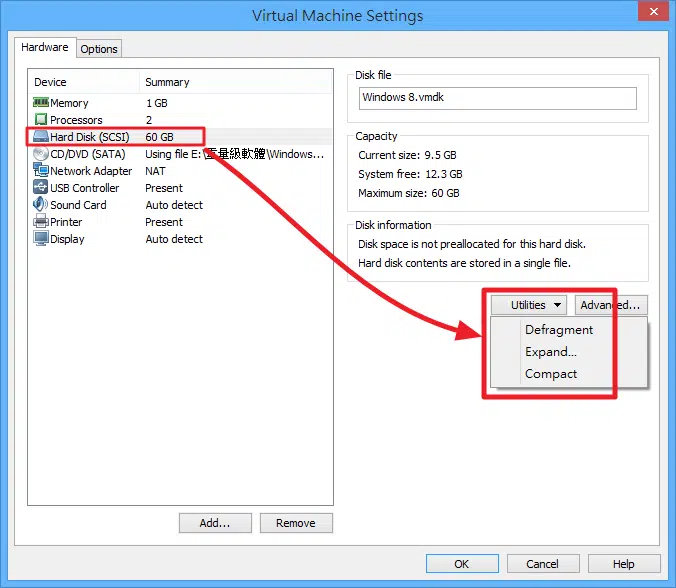 Virtual Machine Settings
Hardware
Options
Device Summary
Memory 1 GB
Processors 2
Hard Disk (SCSI) 60 GB
CD/DVD (SATA) Using file E:\重量級軟體\Windows...
Network Adapter NAT
USB Controller Present
Sound Card Auto detect
Printer Present
Display Auto detect
Add...
Remove
Disk file
Windows 8.vmdk
Capacity
Current size: 9.5 GB
System free: 12.3 GB
Maximum size: 60 GB
Disk information
Disk space is not preallocated for this hard disk.
Hard disk contents are stored in a single file.
Utilities
Advanced...
Defragment
Expand...
Compact
OK
Cancel
Help